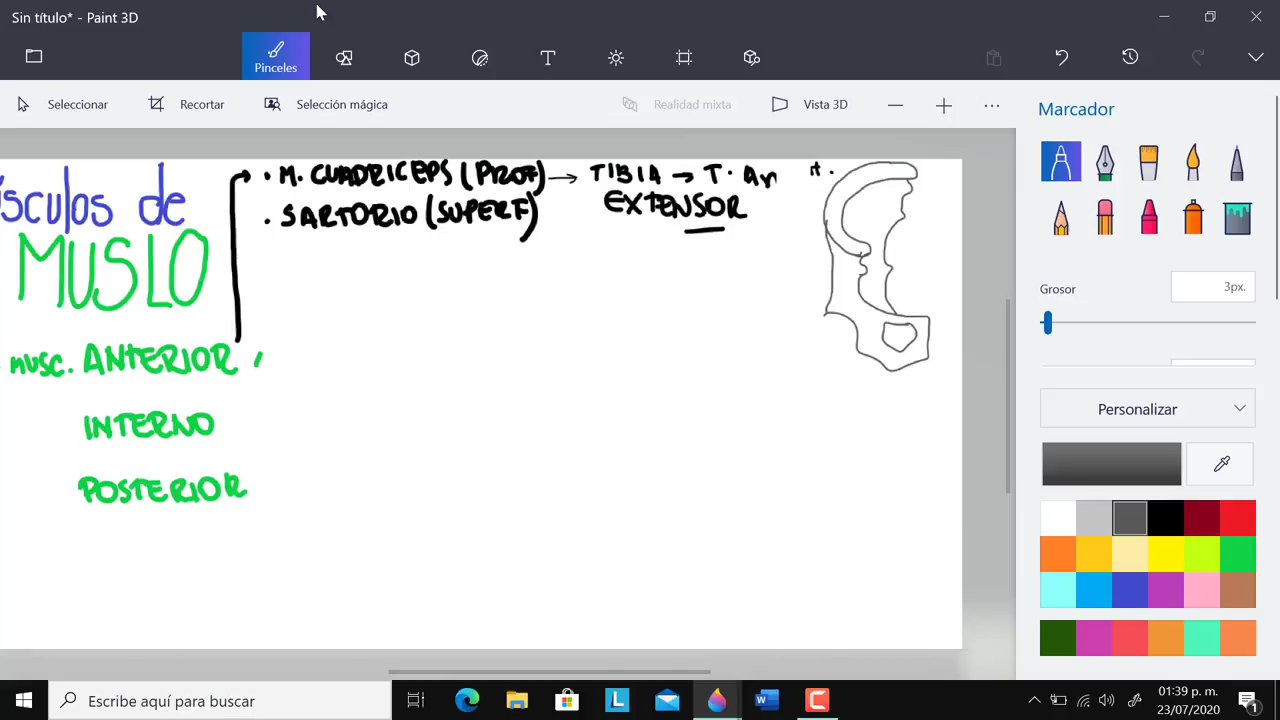 Sin título* - Paint 3D
Pinceles
Seleccionar
Recortar
Selección mágica
Realidad mixta
Vista 3D
Marcador
Grosor
3px.
Personalizar
sculos de
MUSLO
musc. ANTERIOR
INTERNO
POSTERIOR
. M. CUADRICEPS (PROF) → TIBIA → T.
. SARTORIO (SUPERF)
EXTENSOR
Escribe aquí para buscar
01:39 p. m.
23/07/2020